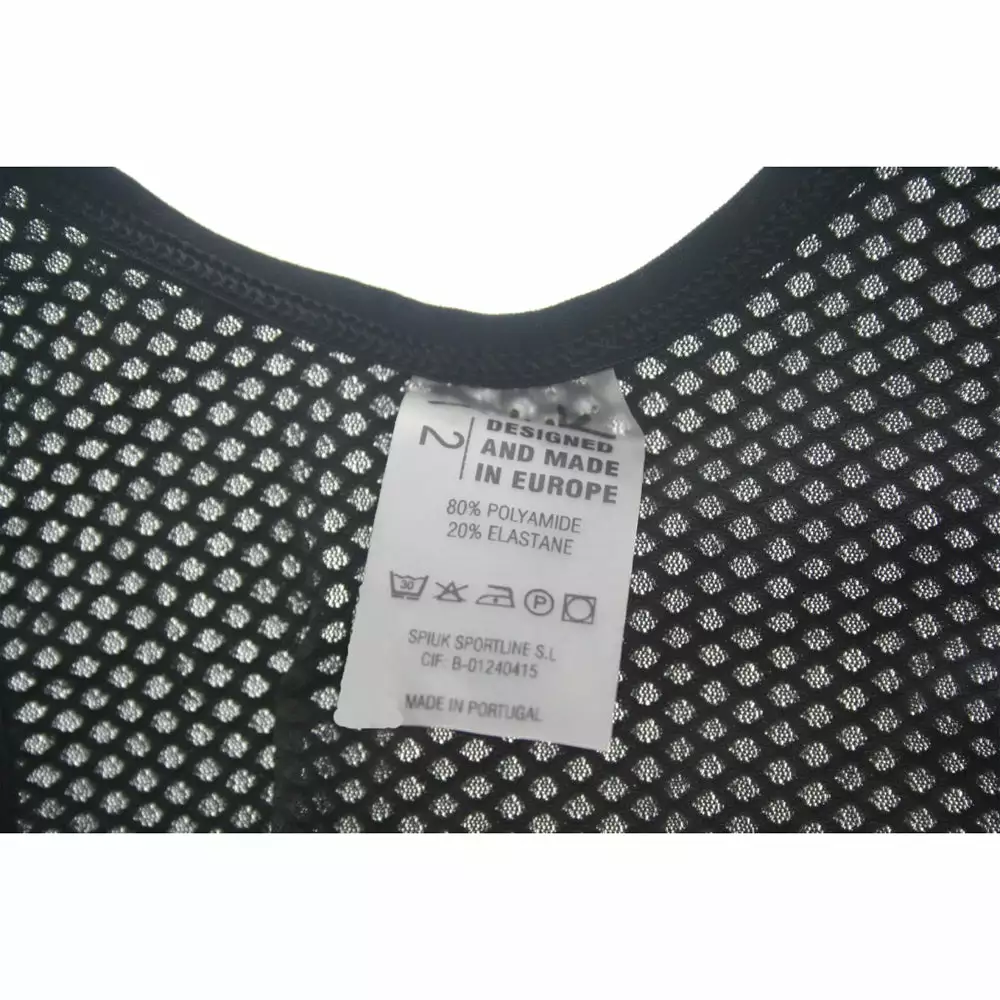 2
DESIGNED
AND MADE
IN EUROPE
80% POLYAMIDE
20% ELASTANE
30
P
SPIUK SPORTLINE S.L
CIF: B-01240415
MADE IN PORTUGAL